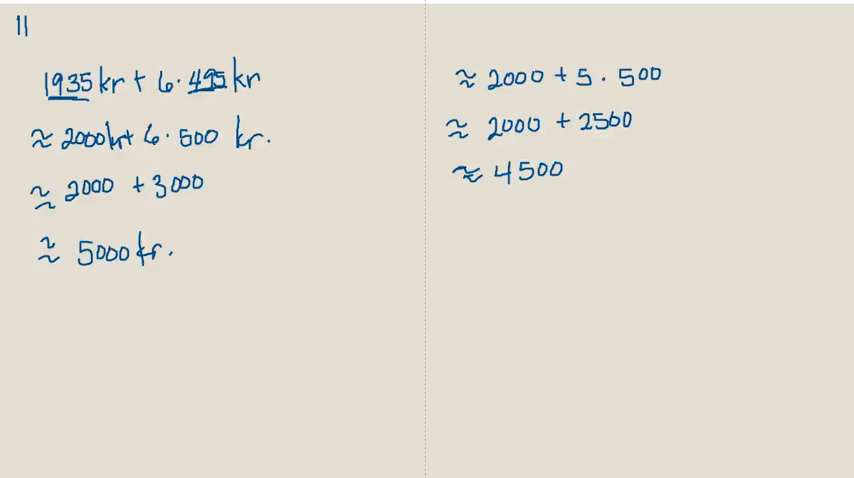 11
1935 kr + 6 · 495 kr
≈ 2000 kr + 6 · 500 kr.
≈ 2000 + 3000
≈ 5000 kr.
≈ 2000 + 5 · 500
≈ 2000 + 2500
≈ 4500